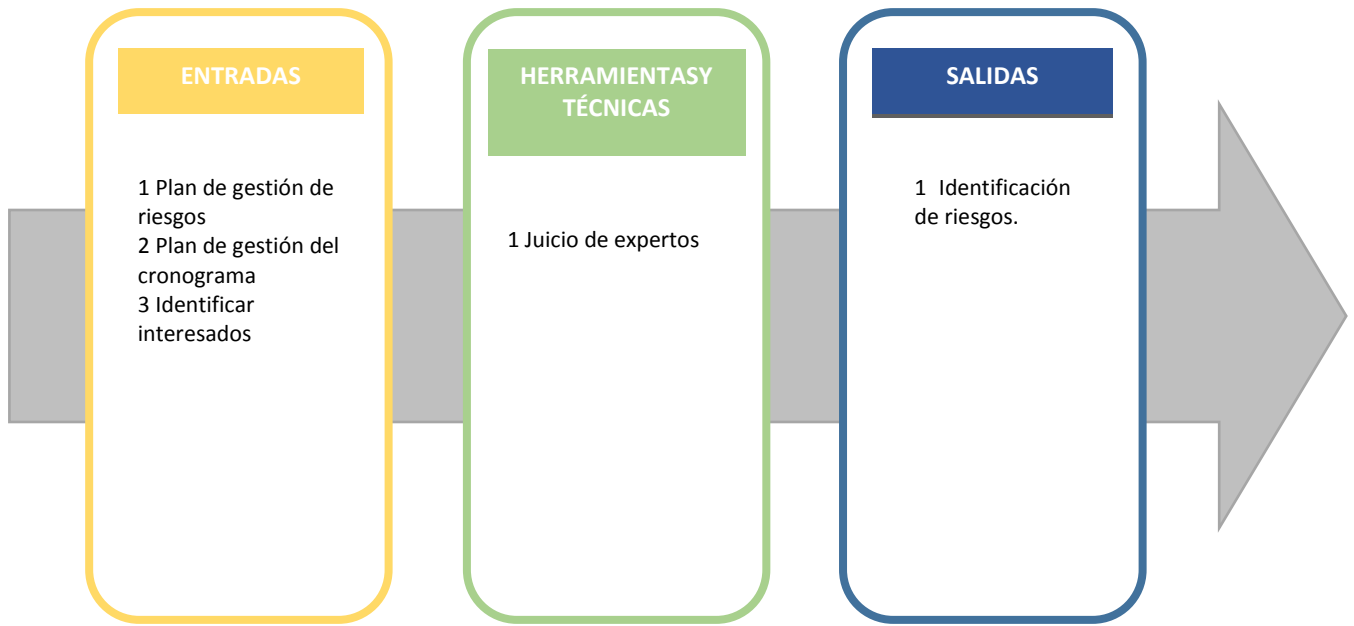 ENTRADAS
1 Plan de gestión de
riesgos
2 Plan de gestión del
cronograma
3 Identificar
interesados
HERRAMIENTASY
TÉCNICAS
1 Juicio de expertos
SALIDAS
1 Identificación
de riesgos.